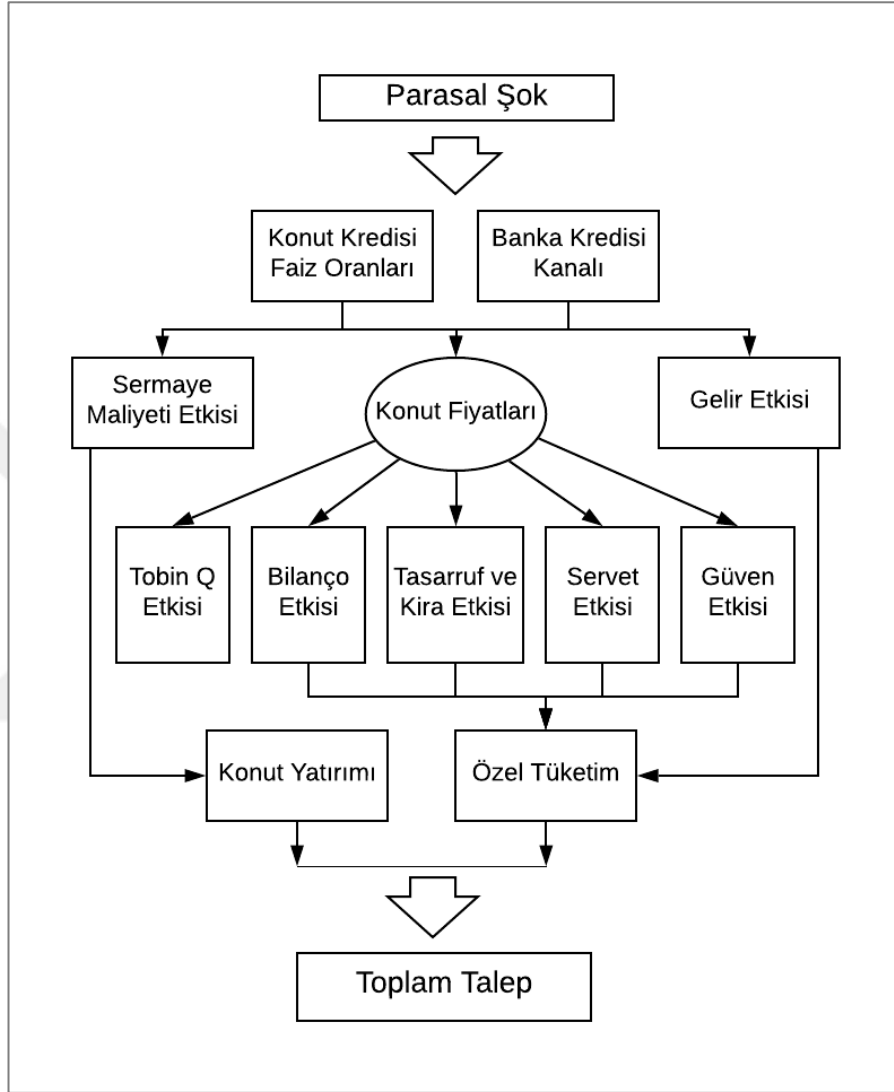 Parasal Şok
Konut Kredisi
Faiz Oranları
Banka Kredisi
Kanalı
Sermaye
Maliyeti Etkisi
Konut Fiyatları
Gelir Etkisi
Tobin Q
Etkisi
Bilanço
Etkisi
Tasarruf ve
Kira Etkisi
Servet
Etkisi
Güven
Etkisi
Konut Yatırımı
Özel Tüketim
Toplam Talep